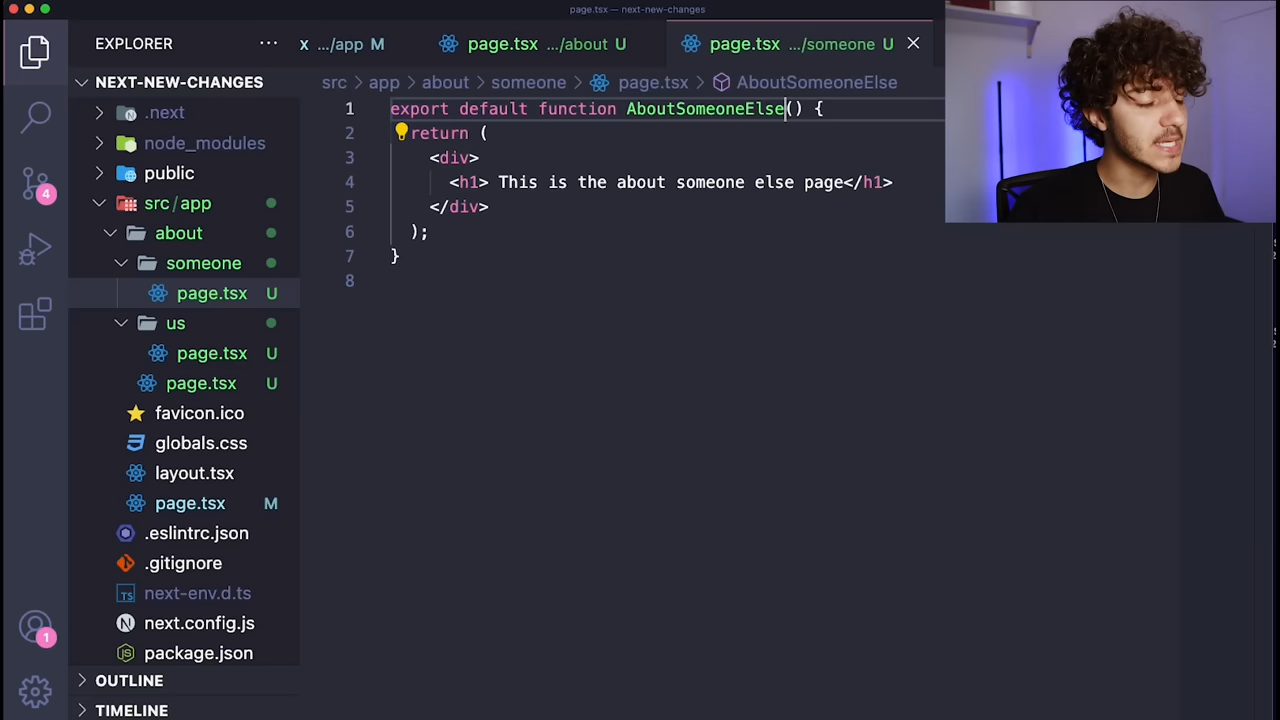 page.tsx — next-new-changes
EXPLORER
x .../app M
page.tsx .../about U
page.tsx .../someone U
NEXT-NEW-CHANGES
src > app > about > someone > page.tsx > AboutSomeoneElse
.next
node_modules
public
src/app
about
someone
page.tsx U
us
page.tsx U
page.tsx U
favicon.ico
globals.css
layout.tsx
page.tsx M
.eslintrc.json
.gitignore
TS next-env.d.ts
N next.config.js
JS package.json
OUTLINE
TIMELINE
4
1
1 export default function AboutSomeoneElse() {
2 return (
3 <div>
4 <h1> This is the about someone else page</h1>
5 </div>
6 );
7 }
8